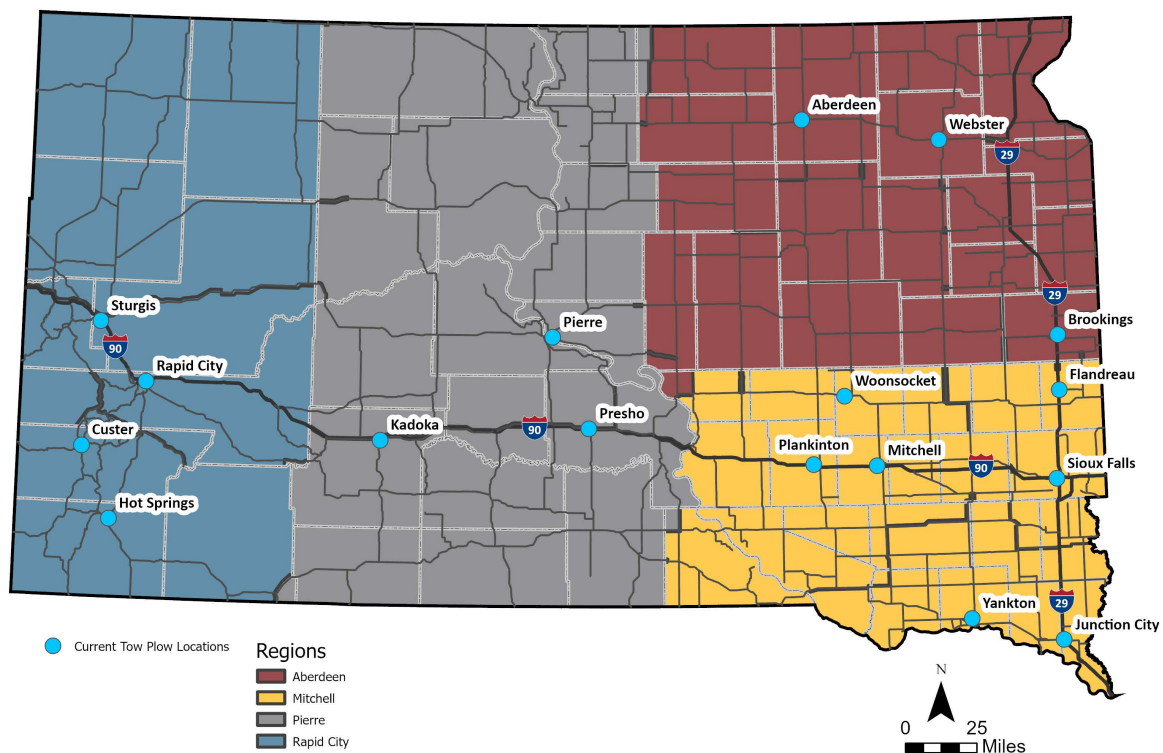 Aberdeen
Webster
29
29
Sturgis
Brookings
Pierre
90
Rapid City
Flandreau
Woonsocket
Presho
Kadoka
90
Custer
Plankinton
Mitchell
90
Sioux Falls
Hot Springs
Yankton
29
Junction City
Current Tow Plow Locations
Regions
Aberdeen
Mitchell
Pierre
Rapid City
N
0 25
Miles